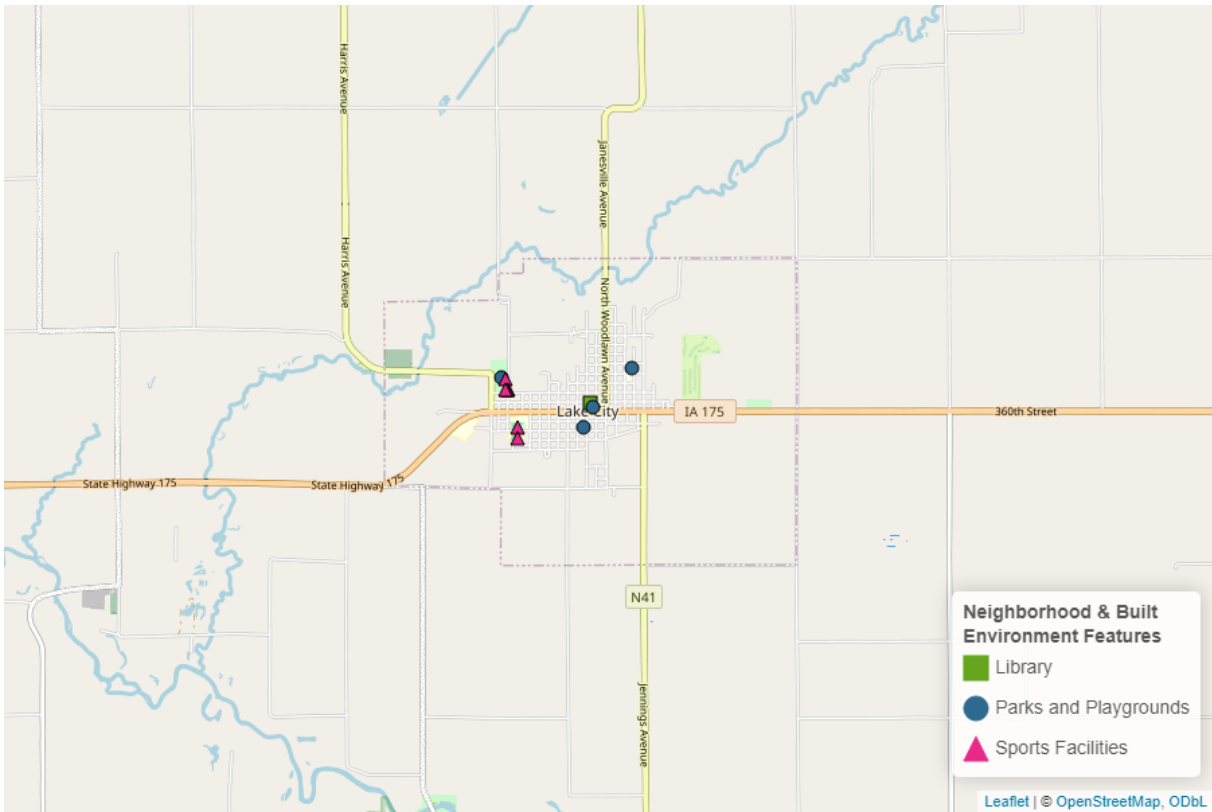 Harris Avenue
Janesville Avenue
Harris Avenue
North Woodlawn Avenue
Lake City
IA 175
360th Street
State Highway 175
State Highway 175
N41
Jennings Avenue
Neighborhood & Built
Environment Features
Library
Parks and Playgrounds
Sports Facilities
Leaflet | © OpenStreetMap, ODbL